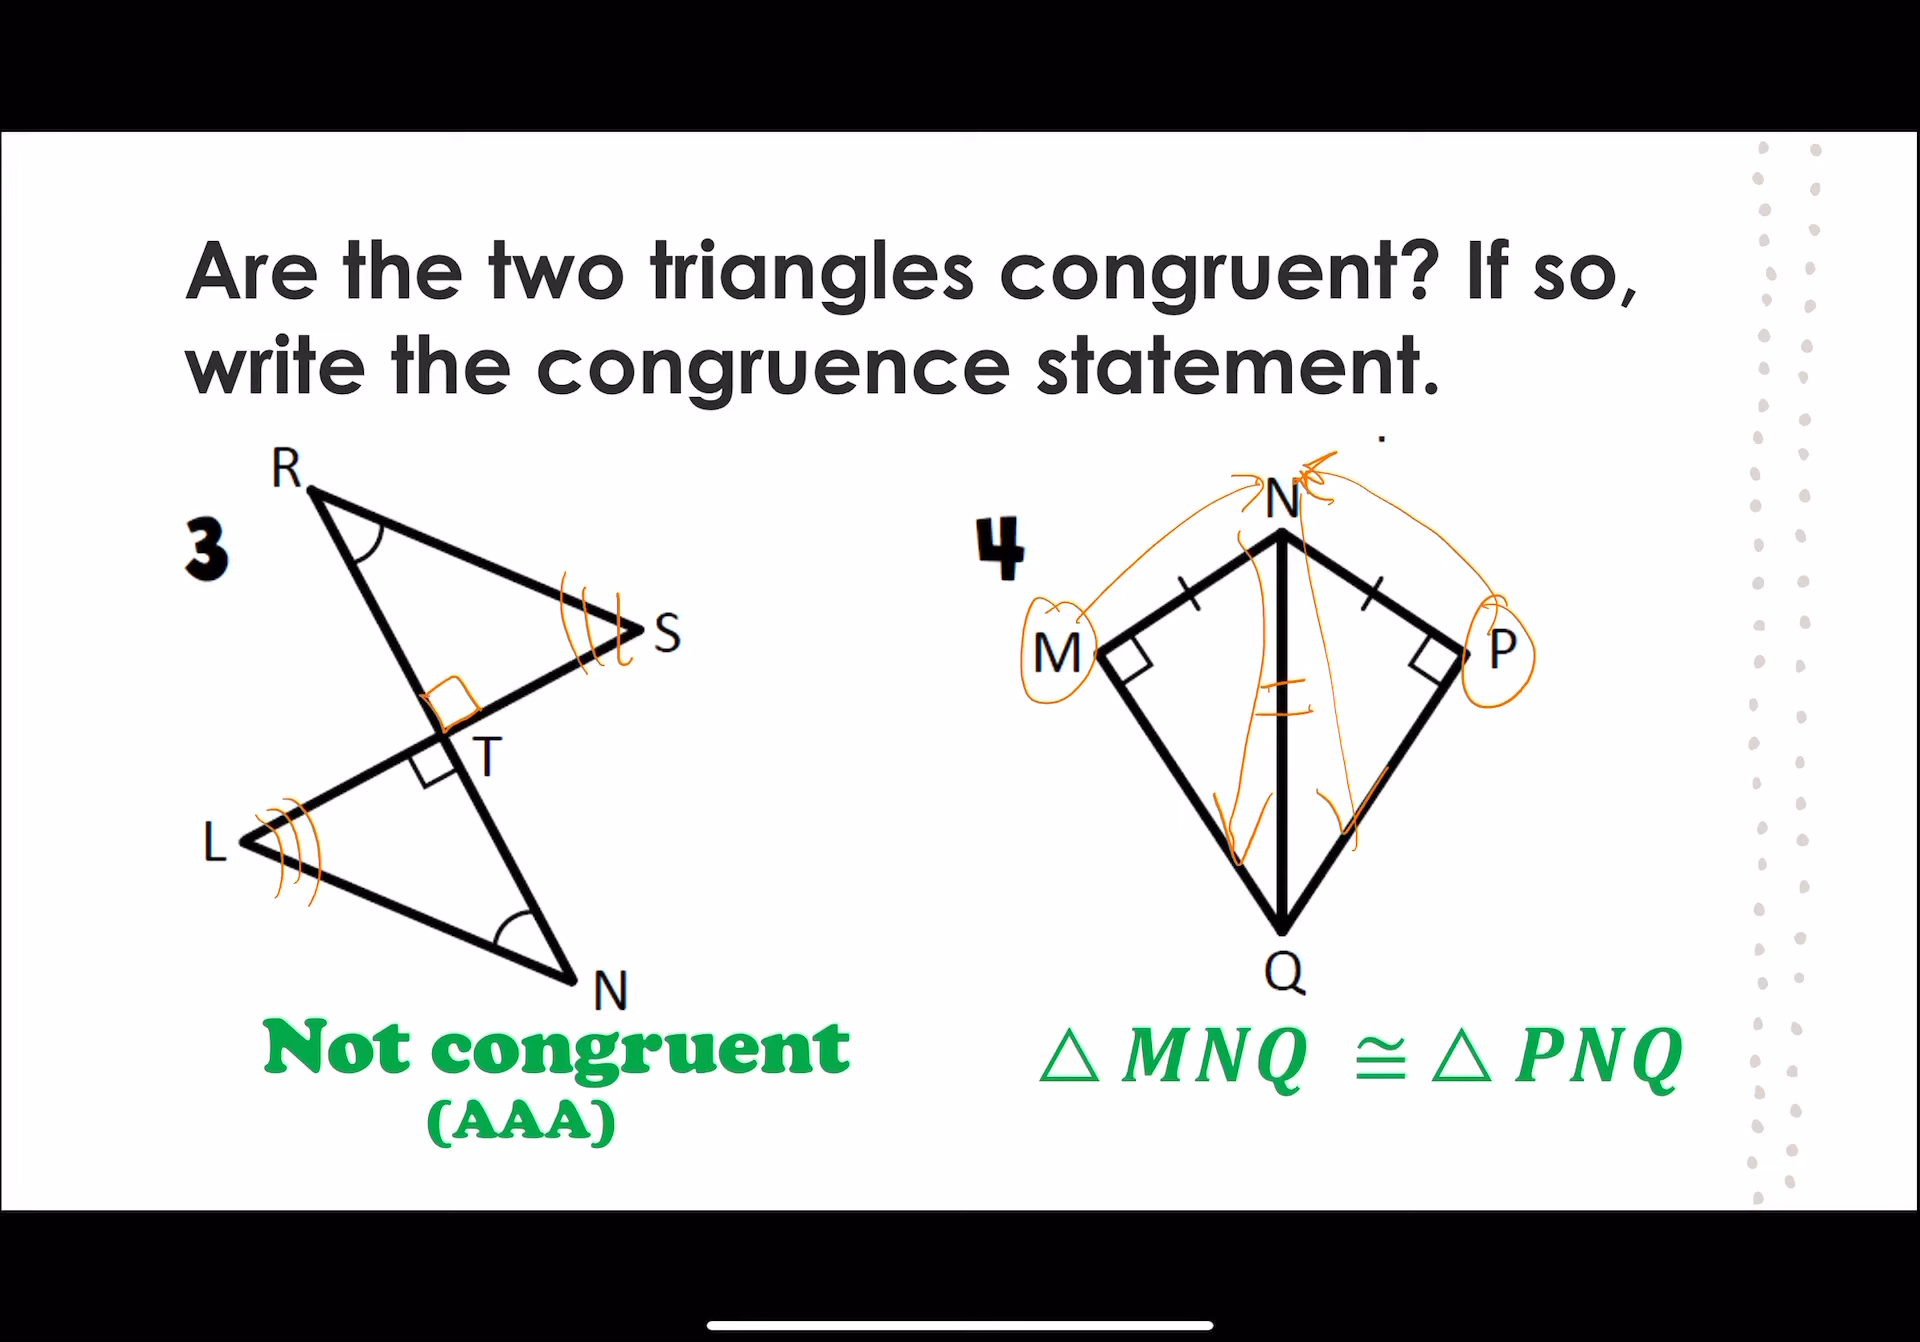 Are the two triangles congruent? If so,
write the congruence statement.
3
R
S
T
L
N
Not congruent
(AAA)
4
N
M
P
Q
△ MNQ ≅ △ PNQ